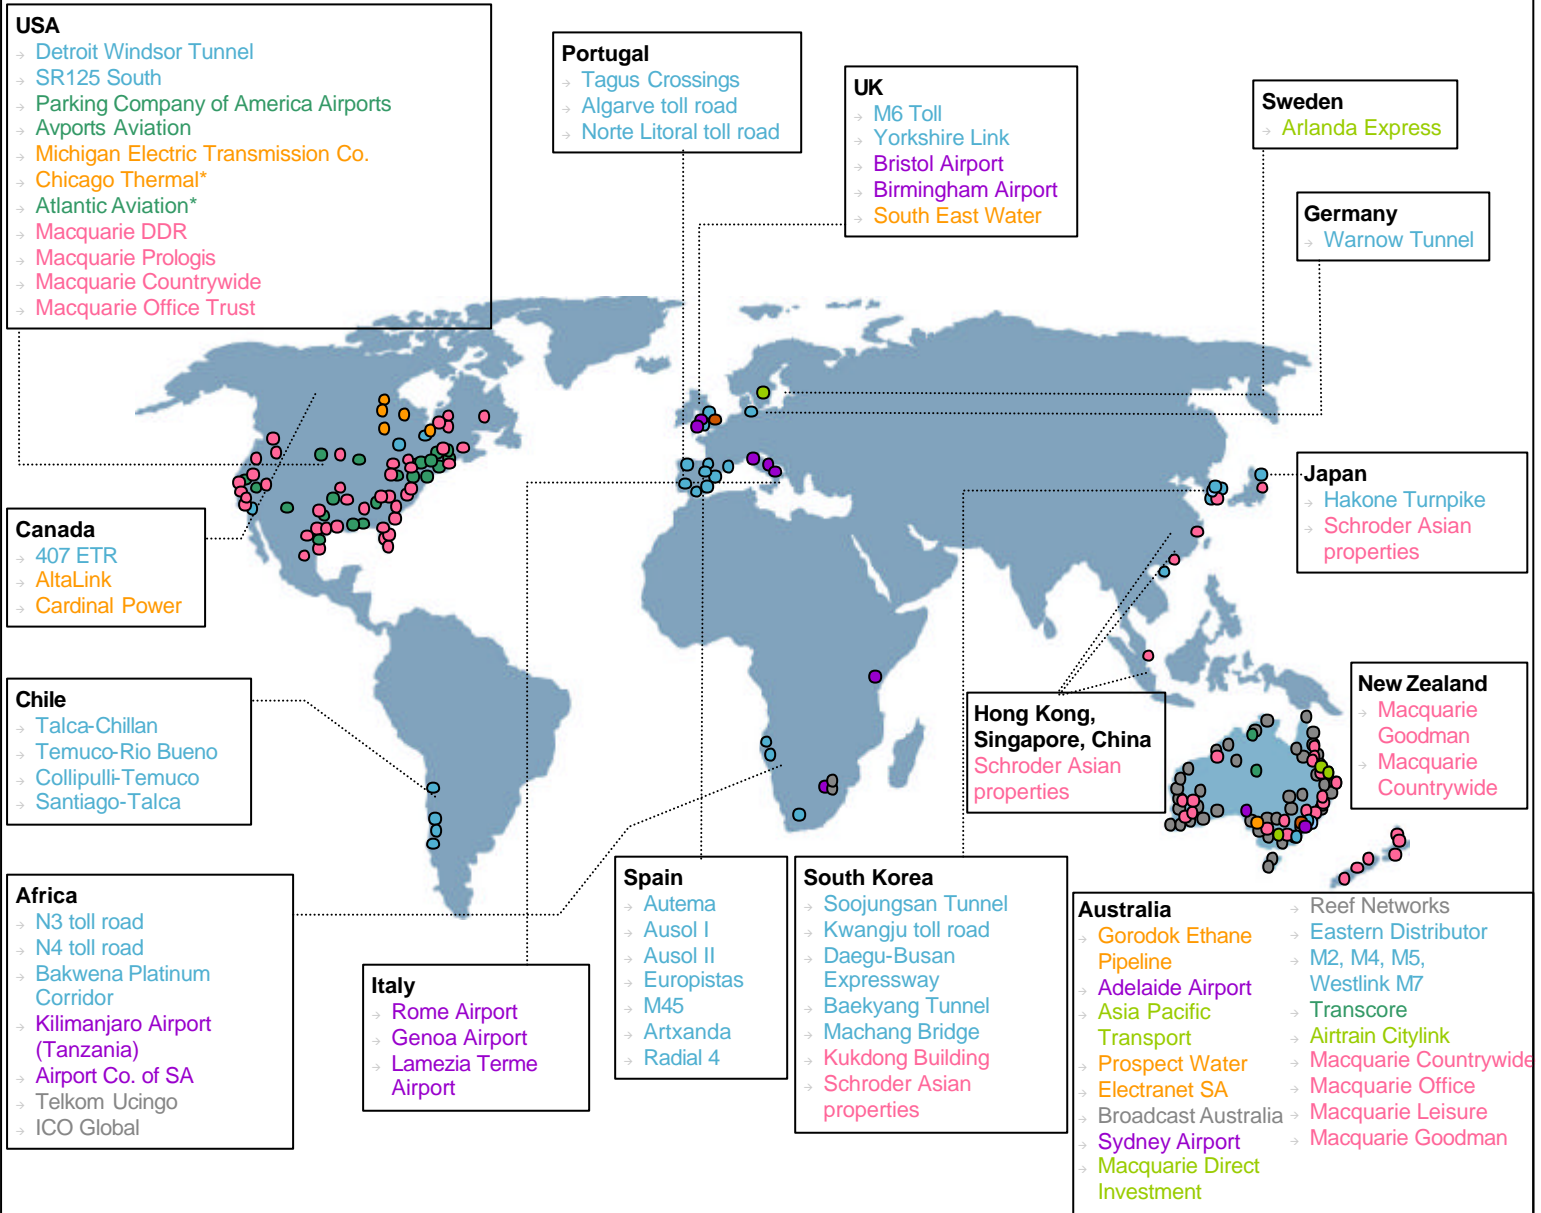 USA
Detroit Windsor Tunnel
SR125 South
Parking Company of America Airports
Avports Aviation
Michigan Electric Transmission Co.
Chicago Thermal*
Atlantic Aviation*
Macquarie DDR
Macquarie Prologis
Macquarie Countrywide
Macquarie Office Trust
Portugal
Tagus Crossings
Algarve toll road
Norte Litoral toll road
UK
M6 Toll
Yorkshire Link
Bristol Airport
Birmingham Airport
South East Water
Sweden
Arlanda Express
Germany
Warnow Tunnel
Japan
Hakone Turnpike
Schroder Asian
properties
Canada
407 ETR
AltaLink
Cardinal Power
Chile
Talca-Chillan
Temuco-Rio Bueno
Collipulli-Temuco
Santiago-Talca
Hong Kong,
Singapore, China
Schroder Asian
properties
New Zealand
Macquarie
Goodman
Macquarie
Countrywide
Africa
N3 toll road
N4 toll road
Bakwena Platinum
Corridor
Kilimanjaro Airport
(Tanzania)
Airport Co. of SA
Telkom Ucingo
ICO Global
Italy
Rome Airport
Genoa Airport
Lamezia Terme
Airport
Spain
Autema
Ausol I
Ausol II
Europistas
M45
Artxanda
Radial 4
South Korea
Soojungsan Tunnel
Kwangju toll road
Daegu-Busan
Expressway
Baekyang Tunnel
Machang Bridge
Kukdong Building
Schroder Asian
properties
Australia
Gorodok Ethane
Pipeline
Adelaide Airport
Asia Pacific
Transport
Prospect Water
Electranet SA
Broadcast Australia
Sydney Airport
Macquarie Direct
Investment
Reef Networks
Eastern Distributor
M2, M4, M5,
Westlink M7
Transcore
Airtrain Citylink
Macquarie Countrywide
Macquarie Office
Macquarie Leisure
Macquarie Goodman